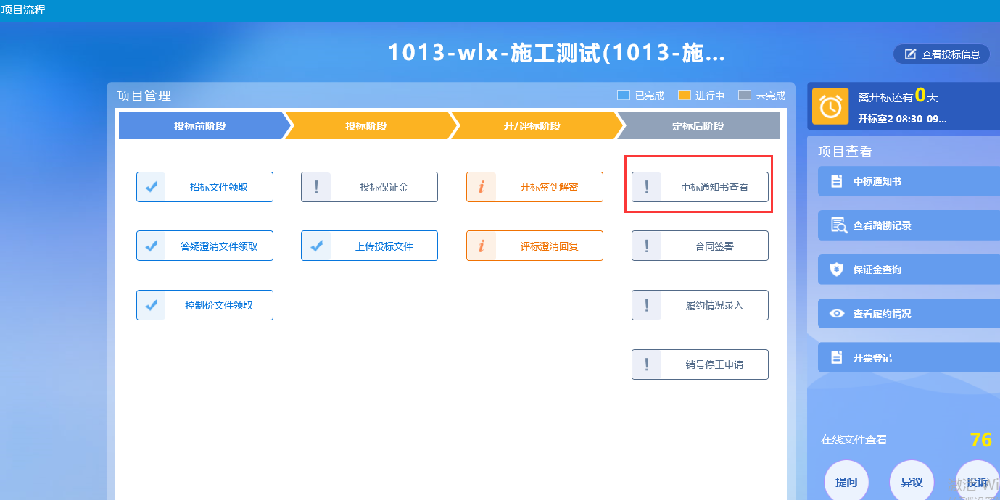 项目流程
1013-wlx-施工测试(1013-施...
查看投标信息
项目管理
已完成
进行中
未完成
离开标还有0天
开标室2 08:30-09...
投标前阶段
投标阶段
开/评标阶段
定标后阶段
项目查看
招标文件领取
投标保证金
开标签到解密
中标通知书查看
中标通知书
答疑澄清文件领取
上传投标文件
评标澄清回复
合同签署
查看踏勘记录
控制价文件领取
履约情况录入
保证金查询
查看履约情况
销号停工申请
开票登记
在线文件查看
76
提问
异议
投诉
激活 Wi